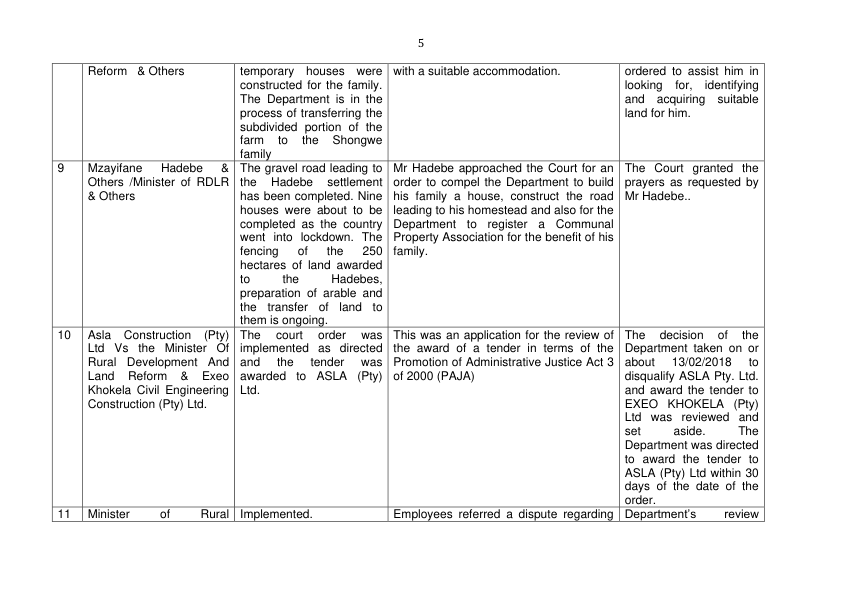 5
Reform & Others
temporary houses were
constructed for the family.
The Department is in the
process of transferring the
subdivided portion of the
farm to the Shongwe
family
with a suitable accommodation.
ordered to assist him in
looking for, identifying
and acquiring suitable
land for him.
9
Mzayifane Hadebe &
Others /Minister of RDLR
& Others
The gravel road leading to
the Hadebe settlement
has been completed. Nine
houses were about to be
completed as the country
went into lockdown. The
fencing of the 250
hectares of land awarded
to the Hadebes,
preparation of arable and
the transfer of land to
them is ongoing.
Mr Hadebe approached the Court for an
order to compel the Department to build
his family a house, construct the road
leading to his homestead and also for the
Department to register a Communal
Property Association for the benefit of his
family.
The Court granted the
prayers as requested by
Mr Hadebe..
10
Asla Construction (Pty)
Ltd Vs the Minister Of
Rural Development And
Land Reform & Exeo
Khokela Civil Engineering
Construction (Pty) Ltd.
The court order was
implemented as directed
and the tender was
awarded to ASLA (Pty)
Ltd.
This was an application for the review of
the award of a tender in terms of the
Promotion of Administrative Justice Act 3
of 2000 (PAJA)
The decision of the
Department taken on or
about 13/02/2018 to
disqualify ASLA Pty. Ltd.
and award the tender to
EXEO KHOKELA (Pty)
Ltd was reviewed and
set aside. The
Department was directed
to award the tender to
ASLA (Pty) Ltd within 30
days of the date of the
order.
11
Minister of Rural
Implemented.
Employees referred a dispute regarding
Department's review